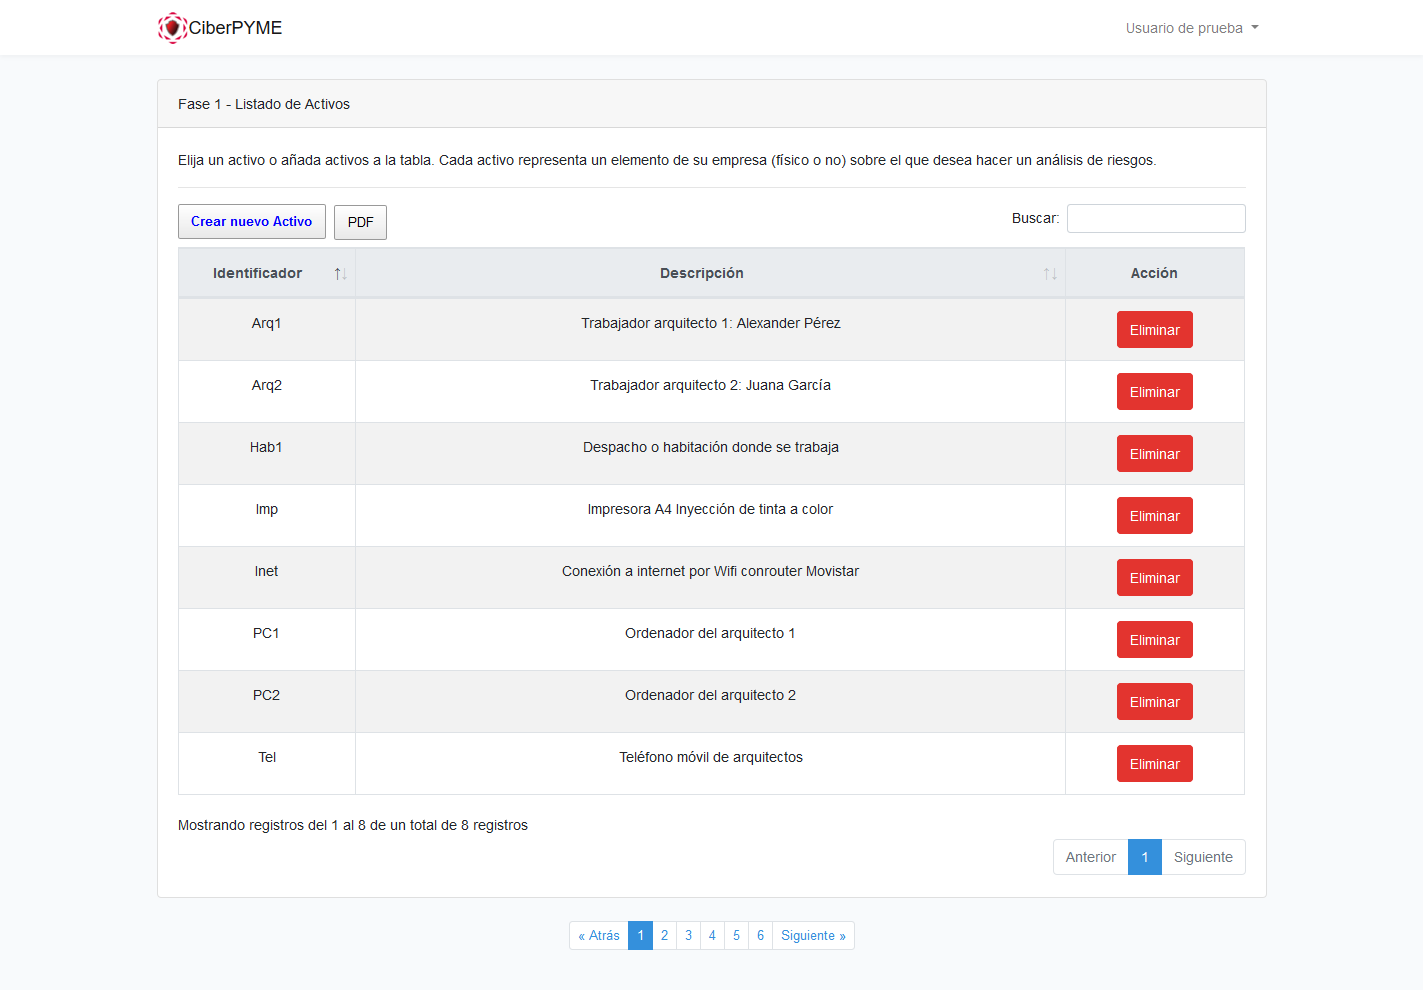 CiberPYME
Usuario de prueba
Fase 1 - Listado de Activos
Elija un activo o añada activos a la tabla. Cada activo representa un elemento de su empresa (físico o no) sobre el que desea hacer un análisis de riesgos.
Crear nuevo Activo PDF Buscar:
Identificador Descripción Acción
Arq1 Trabajador arquitecto 1: Alexander Pérez Eliminar
Arq2 Trabajador arquitecto 2: Juana García Eliminar
Hab1 Despacho o habitación donde se trabaja Eliminar
Imp Impresora A4 Inyección de tinta a color Eliminar
Inet Conexión a internet por Wifi conrouter Movistar Eliminar
PC1 Ordenador del arquitecto 1 Eliminar
PC2 Ordenador del arquitecto 2 Eliminar
Tel Teléfono móvil de arquitectos Eliminar
Mostrando registros del 1 al 8 de un total de 8 registros
Anterior 1 Siguiente
« Atrás 1 2 3 4 5 6 Siguiente »